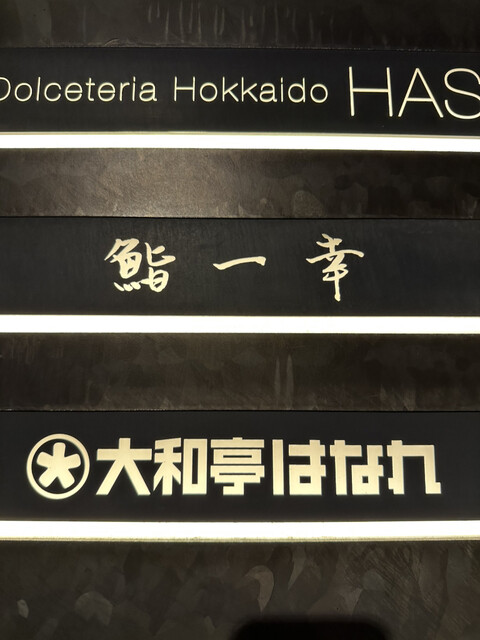 Dolceteria Hokkaido HAS
鮨 一 幸
大和亭はなれ